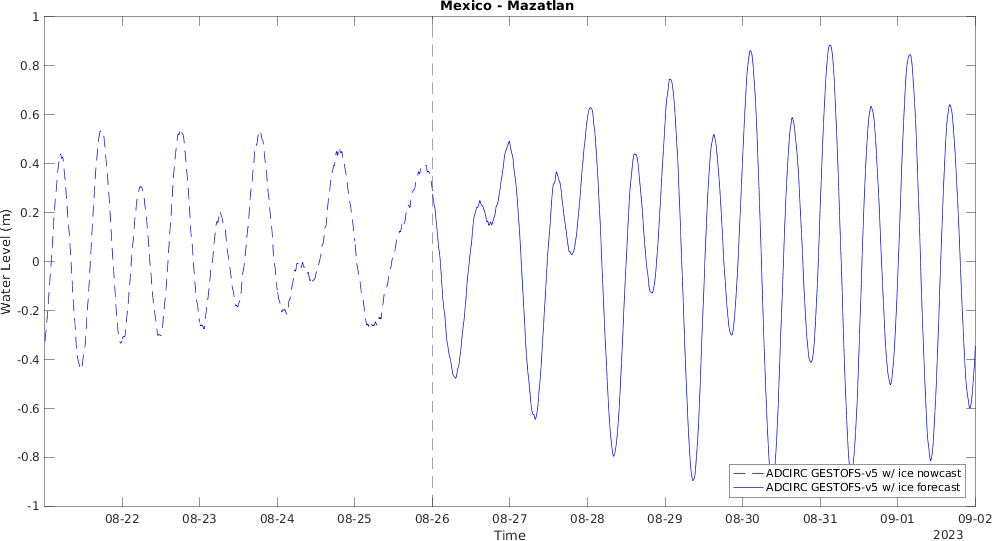 Mexico - Mazatlan
1
0.8
0.6
0.4
0.2
0
-0.2
-0.4
-0.6
-0.8
-1
Water Level (m)
ADCIRC GESTOFS-v5 w/ ice nowcast
ADCIRC GESTOFS-v5 w/ ice forecast
08-22 08-23 08-24 08-25 08-26 08-27 08-28 08-29 08-30 08-31 09-01 09-02
Time
2023